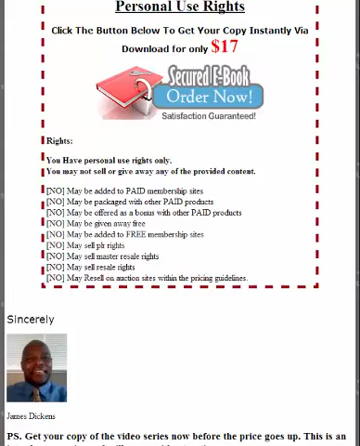 Personal Use Rights
Click The Button Below To Get Your Copy Instantly Via
Download for only $17
Secured E-Book
Order Now!
Satisfaction Guaranteed!
Rights:
You Have personal use rights only.
You may not sell or give away any of the provided content.
[NO] May be added to PAID membership sites
[NO] May be packaged with other PAID products
[NO] May be offered as a bonus with other PAID products
[NO] May be given away free
[NO] May be added to FREE membership sites
[NO] May sell plr rights
[NO] May sell master resale rights
[NO] May sell resale rights
[NO] May Resell on auction sites within the pricing guidelines.
Sincerely
James Dickens
PS. Get your copy of the video series now before the price goes up. This is an